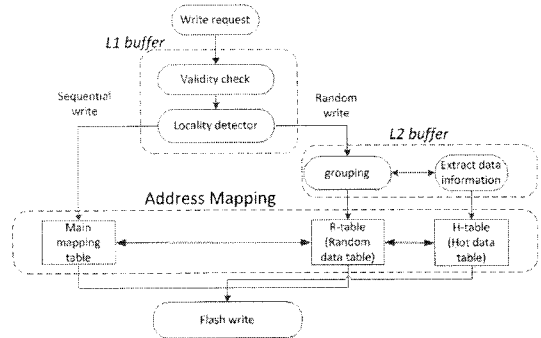 Write request
L1 buffer
Validity check
Sequential
write
Locality detector
Random
write
L2 buffer
grouping
Extract data
information
Address Mapping
Main
mapping
table
R-table
(Random
data table)
H-table
(Hot data
table)
Flash write